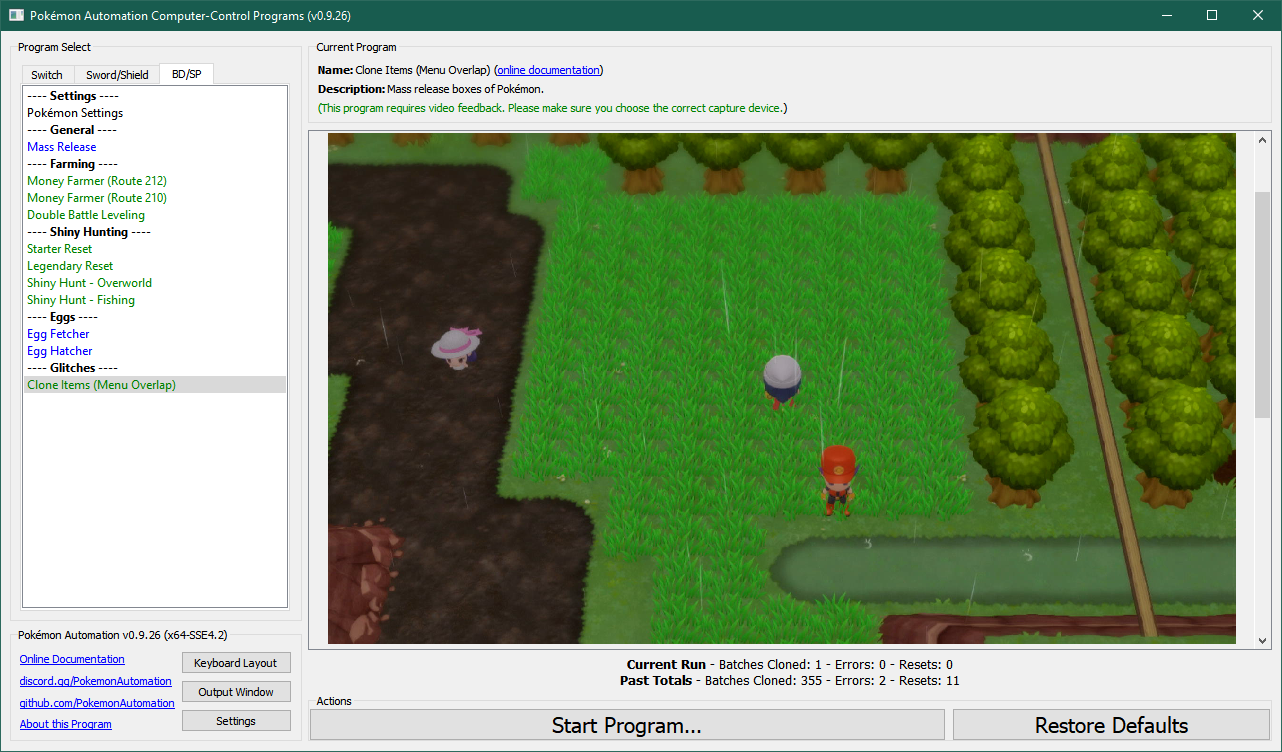 Pokémon Automation Computer-Control Programs (v0.9.26)
Program Select
Switch
Sword/Shield
BD/SP
---- Settings ----
Pokémon Settings
---- General ----
Mass Release
---- Farming ----
Money Farmer (Route 212)
Money Farmer (Route 210)
Double Battle Leveling
---- Shiny Hunting ----
Starter Reset
Legendary Reset
Shiny Hunt - Overworld
Shiny Hunt - Fishing
---- Eggs ----
Egg Fetcher
Egg Hatcher
---- Glitches ----
Clone Items (Menu Overlap)
Pokémon Automation v0.9.26 (x64-SSE4.2)
Online Documentation
discord.gg/PokemonAutomation
github.com/PokemonAutomation
About this Program
Keyboard Layout
Output Window
Settings
Current Program
Name: Clone Items (Menu Overlap) (online documentation)
Description: Mass release boxes of Pokémon.
(This program requires video feedback. Please make sure you choose the correct capture device.)
Current Run - Batches Cloned: 1 - Errors: 0 - Resets: 0
Past Totals - Batches Cloned: 355 - Errors: 2 - Resets: 11
Actions
Start Program...
Restore Defaults